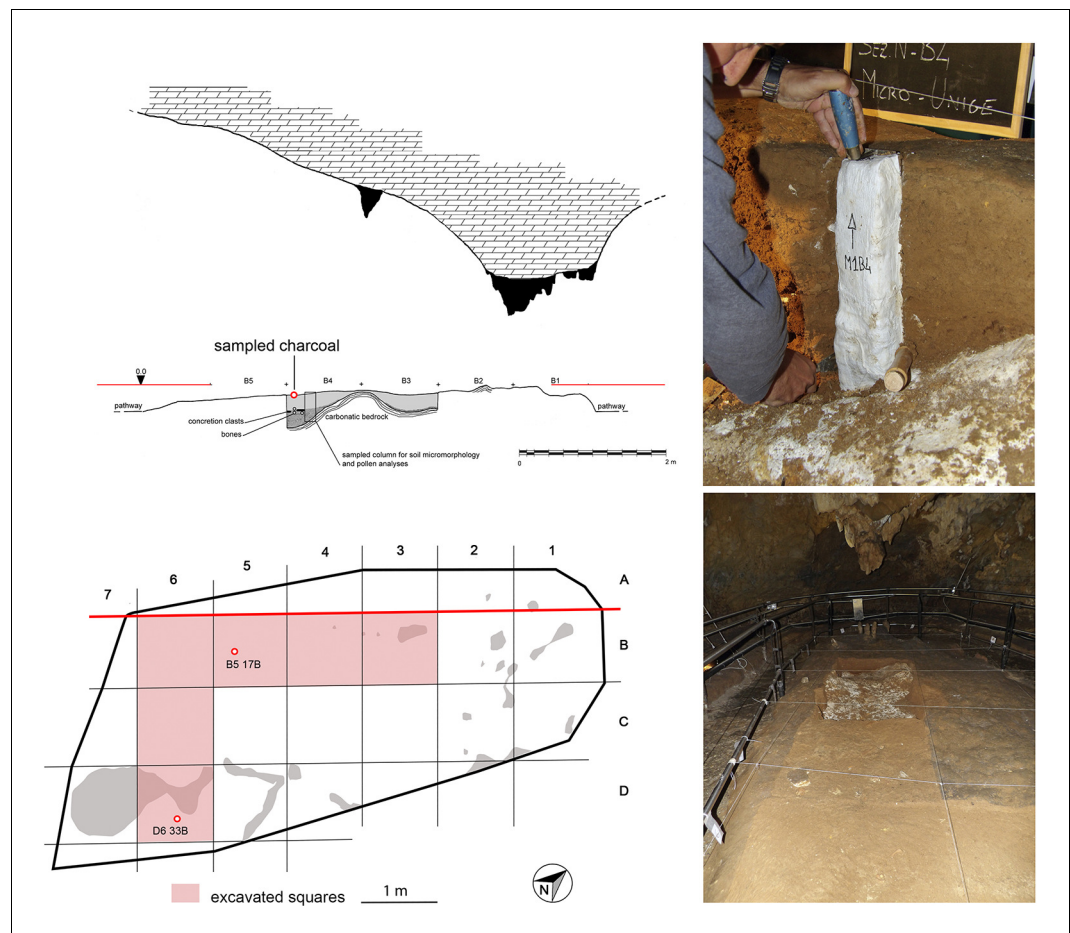 sampled charcoal
0.0
B5
B4
B3
B2
B1
pathway
pathway
concretion clasts
bones
carbonatic bedrock
sampled column for soil micromorphology
and pollen analyses
0
2 m
SEZ.N-B4
MICRO-UNIGE
M1B4
7
6
5
4
3
2
1
A
B
C
D
B5 17B
D6 33B
N
excavated squares
1 m